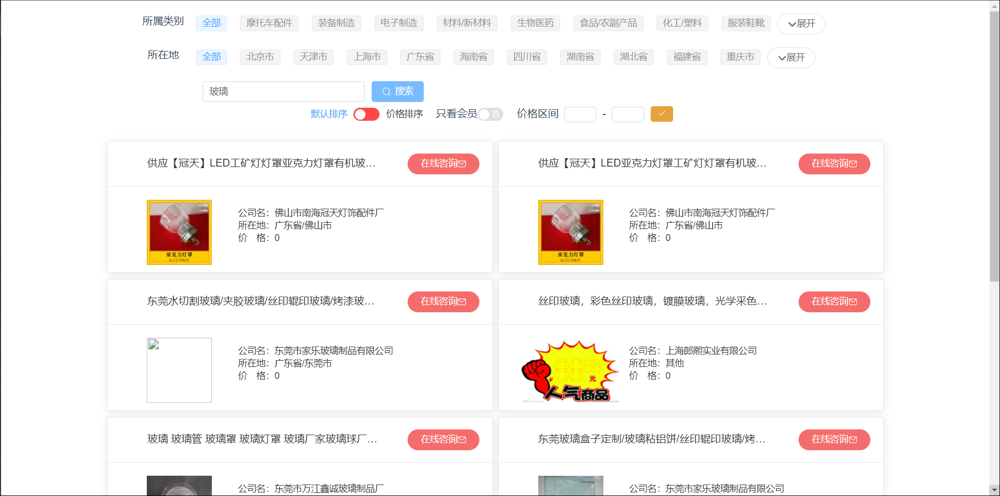 所属类别 全部 摩托车配件 装备制造 电子制造 材料/新材料 生物医药 食品/农副产品 化工/塑料 服装鞋靴 展开
所在地 全部 北京市 天津市 上海市 广东省 海南省 四川省 湖南省 湖北省 福建省 重庆市 展开
玻璃 搜索
默认排序 价格排序 只看会员 否 价格区间 -
供应【冠天】LED工矿灯灯罩亚克力灯罩有机玻… 在线咨询
公司名：佛山市南海冠天灯饰配件厂
所在地：广东省/佛山市
价 格：0
亚克力灯罩
冠天灯饰配件
供应【冠天】LED亚克力灯罩工矿灯灯罩有机玻… 在线咨询
公司名：佛山市南海冠天灯饰配件厂
所在地：广东省/佛山市
价 格：0
亚克力灯罩
冠天灯饰配件
东莞水切割玻璃/夹胶玻璃/丝印辊印玻璃/烤漆玻… 在线咨询
公司名：东莞市家乐玻璃制品有限公司
所在地：广东省/东莞市
价 格：0
丝印玻璃，彩色丝印玻璃，镀膜玻璃，光学采色… 在线咨询
¥ 元
人气商品
公司名：上海郎熙实业有限公司
所在地：其他
价 格：0
玻璃 玻璃管 玻璃罩 玻璃灯罩 玻璃厂家玻璃球厂… 在线咨询
公司名：东莞市万江鑫诚玻璃制品厂
东莞玻璃盒子定制/玻璃粘铝饼/丝印辊印玻璃/烤… 在线咨询
公司名：东莞市家乐玻璃制品有限公司